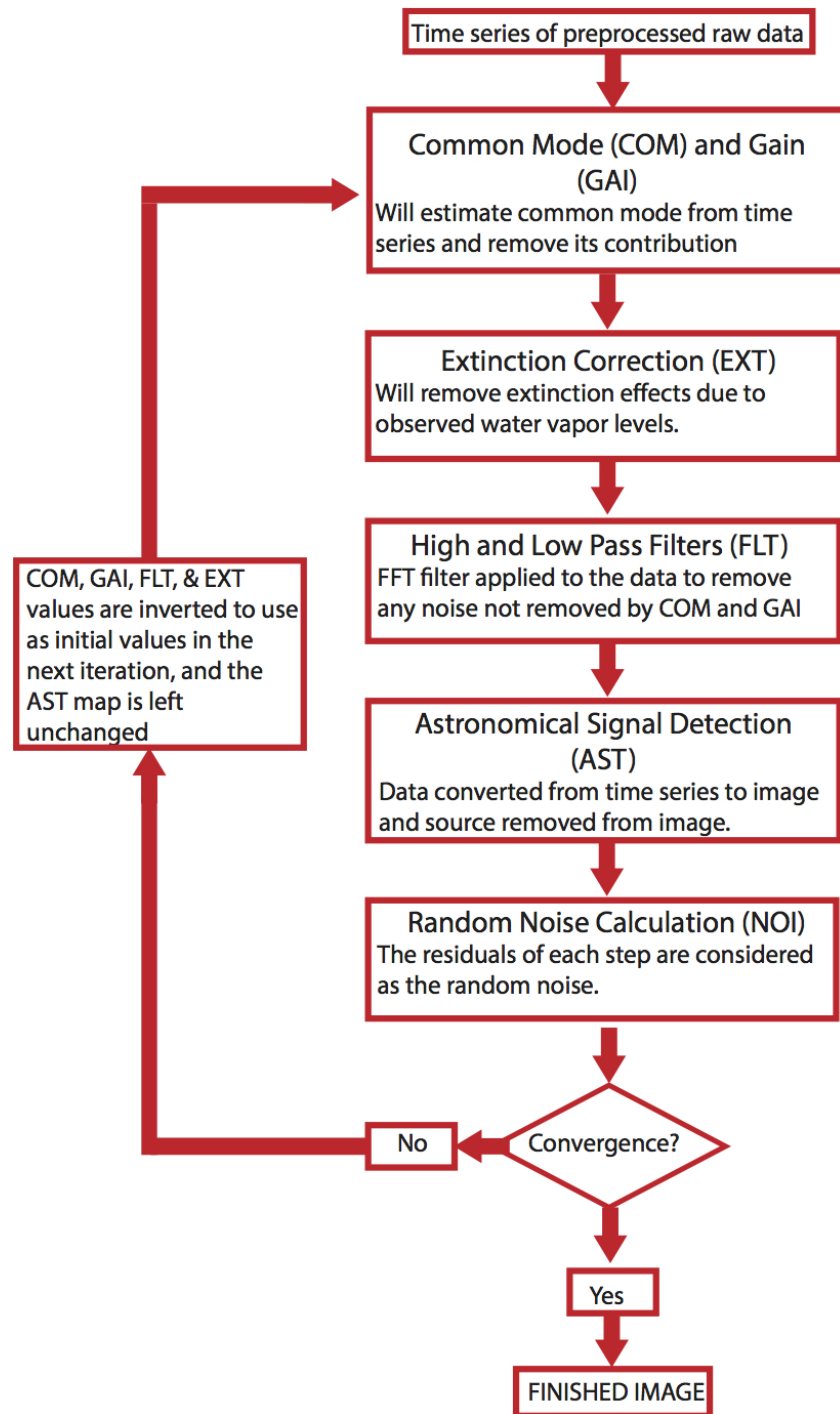 Time series of preprocessed raw data
Common Mode (COM) and Gain
(GAI)
Will estimate common mode from time
series and remove its contribution
Extinction Correction (EXT)
Will remove extinction effects due to
observed water vapor levels.
High and Low Pass Filters (FLT)
FFT filter applied to the data to remove
any noise not removed by COM and GAI
COM, GAI, FLT, & EXT
values are inverted to use
as initial values in the
next iteration, and the
AST map is left
unchanged
Astronomical Signal Detection
(AST)
Data converted from time series to image
and source removed from image.
Random Noise Calculation (NOI)
The residuals of each step are considered
as the random noise.
No
Convergence?
Yes
FINISHED IMAGE